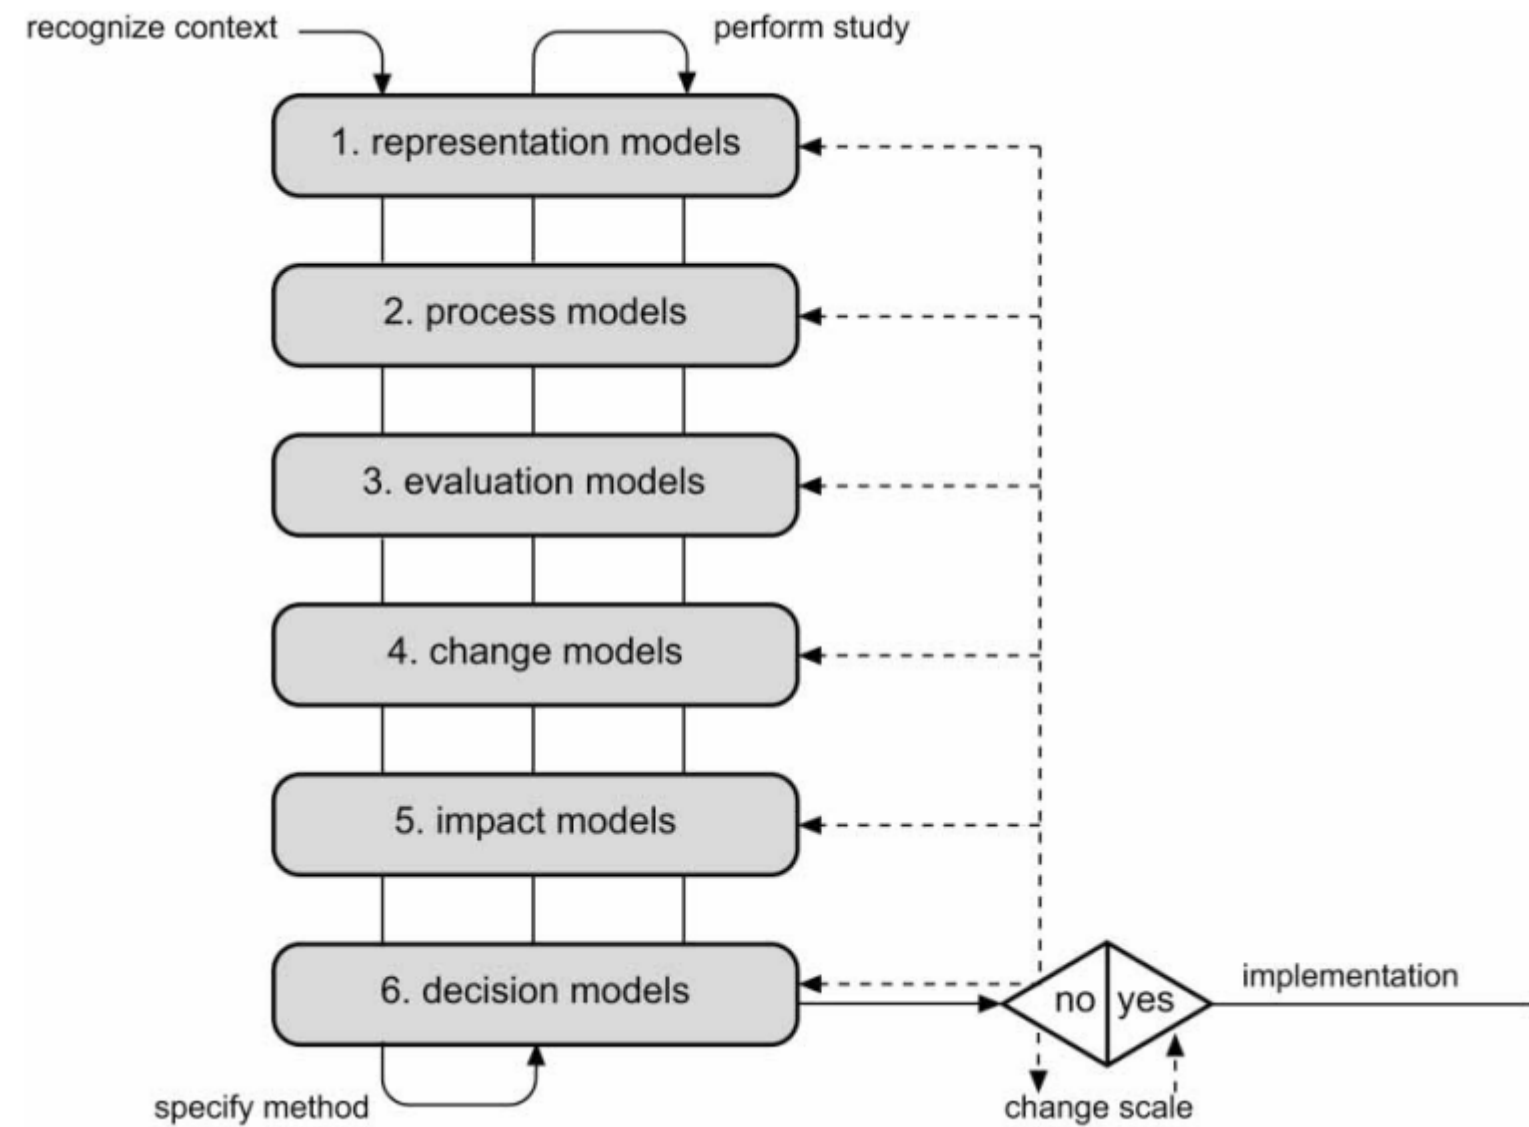 recognize context
perform study
1. representation models
2. process models
3. evaluation models
4. change models
5. impact models
6. decision models
no yes
implementation
specify method
change scale